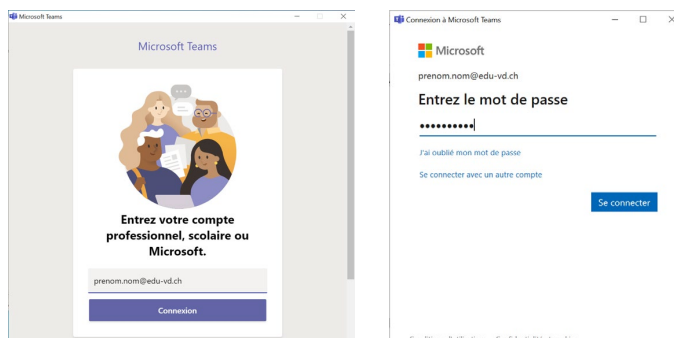 Microsoft Teams
Microsoft Teams
Entrez votre compte
professionnel, scolaire ou
Microsoft.
prenom.nom@edu-vd.ch
Connexion
Connexion à Microsoft Teams
Microsoft
prenom.nom@edu-vd.ch
Entrez le mot de passe
J'ai oublié mon mot de passe
Se connecter avec un autre compte
Se connecter